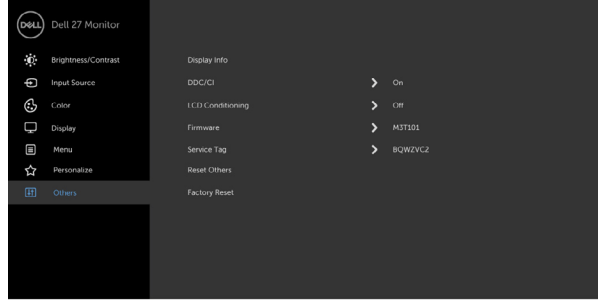 DELL Dell 27 Monitor
Brightness/Contrast
Input Source
Color
Display
Menu
Personalize
Others
Display Info
DDC/CI On
LCD Conditioning Off
Firmware M3T101
Service Tag BQWZVC2
Reset Others
Factory Reset